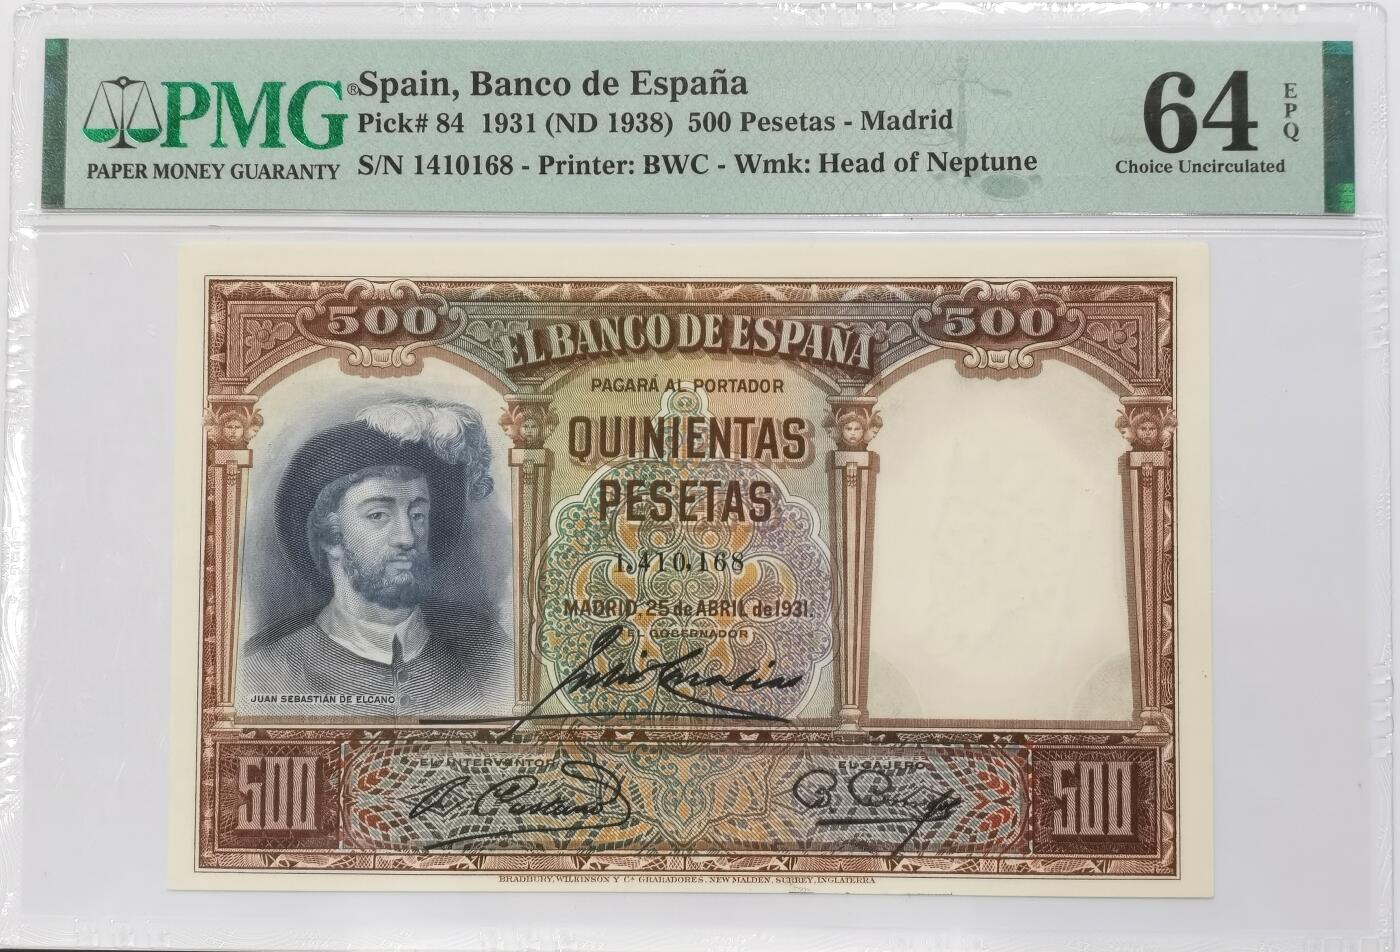 PMG®
PAPER MONEY GUARANTY
Spain, Banco de España
Pick# 84 1931 (ND 1938) 500 Pesetas - Madrid
S/N 1410168 - Printer: BWC - Wmk: Head of Neptune
64
EPQ
Choice Uncirculated
500
500
EL BANCO DE ESPAÑA
PAGARÁ AL PORTADOR
QUINIENTAS
PESETAS
1,410,168
MADRID, 25 de ABRIL de 1931.
EL GOBERNADOR
JUAN SEBASTIÁN DE ELCANO
EL INTERVENTOR
EL CAJERO
500
500
BRADBURY, WILKINSON Y Cª GRABADORES. NEW MALDEN, SURREY, INGLATERRA